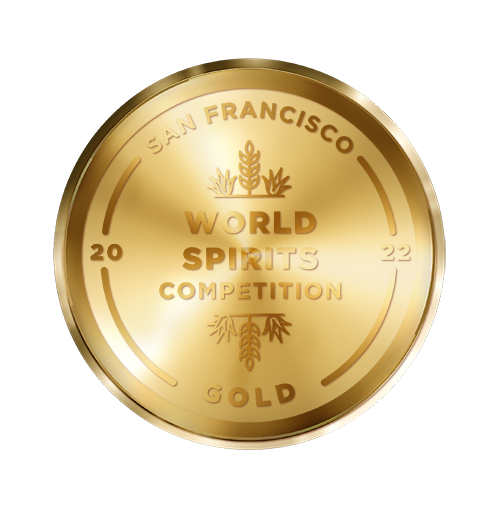 SAN FRANCISCO
WORLD
20
SPIRITS
22
COMPETITION
GOLD